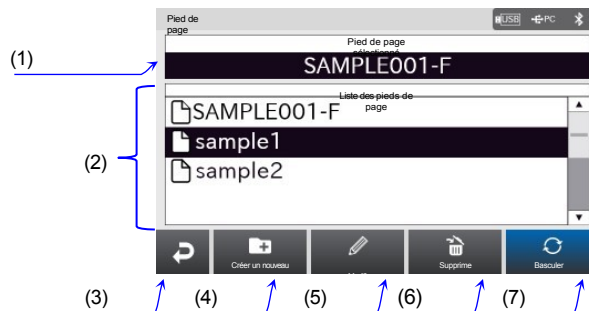 Pied de
page
USB
PC
Pied de page
sélectionné
(1)
SAMPLE001-F
Liste des pieds de
page
SAMPLE001-F
(2)
sample1
sample2
Créer un nouveau
Supprime
Basculer
(3)
(4)
(5)
(6)
(7)